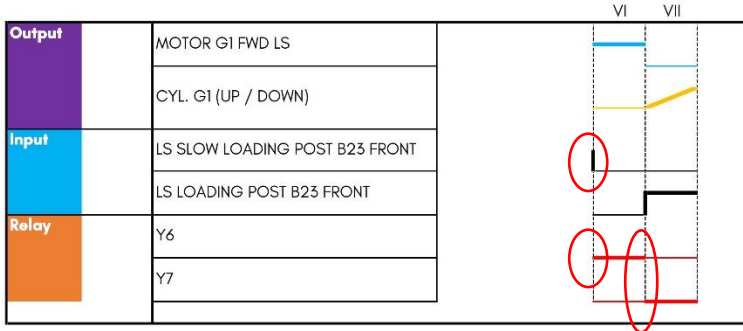 VI VII
Output
MOTOR G1 FWD LS
CYL. G1 (UP / DOWN)
Input
LS SLOW LOADING POST B23 FRONT
LS LOADING POST B23 FRONT
Relay
Y6
Y7